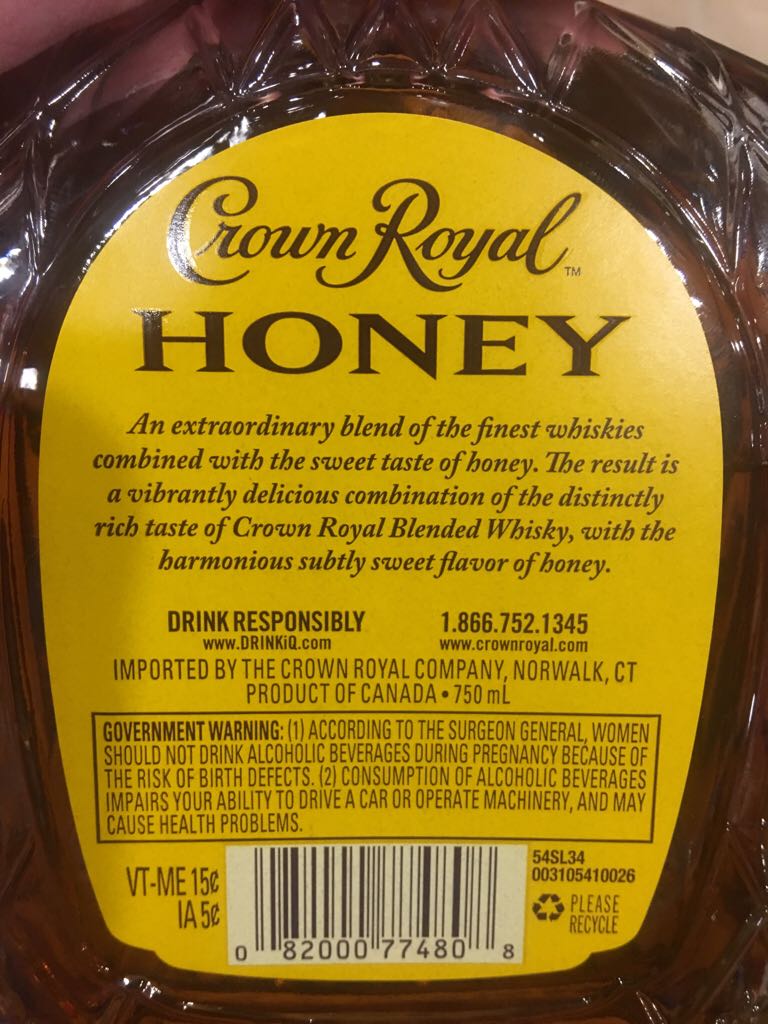 Crown Royal™
HONEY
An extraordinary blend of the finest whiskies
combined with the sweet taste of honey. The result is
a vibrantly delicious combination of the distinctly
rich taste of Crown Royal Blended Whisky, with the
harmonious subtly sweet flavor of honey.
DRINK RESPONSIBLY
www.DRINKiQ.com
1.866.752.1345
www.crownroyal.com
IMPORTED BY THE CROWN ROYAL COMPANY, NORWALK, CT
PRODUCT OF CANADA • 750 mL
GOVERNMENT WARNING: (1) ACCORDING TO THE SURGEON GENERAL, WOMEN
SHOULD NOT DRINK ALCOHOLIC BEVERAGES DURING PREGNANCY BECAUSE OF
THE RISK OF BIRTH DEFECTS. (2) CONSUMPTION OF ALCOHOLIC BEVERAGES
IMPAIRS YOUR ABILITY TO DRIVE A CAR OR OPERATE MACHINERY, AND MAY
CAUSE HEALTH PROBLEMS.
VT-ME 15¢
IA 5¢
0 82000 77480 8
54SL34
003105410026
PLEASE
RECYCLE